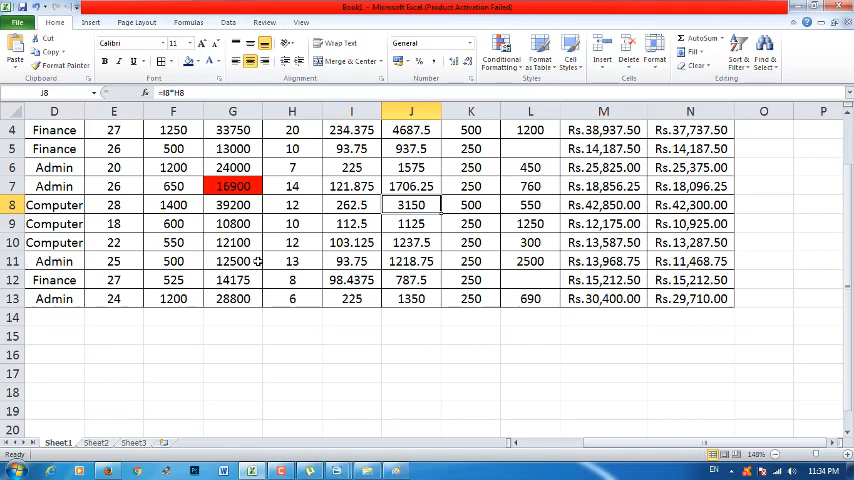 Book1 - Microsoft Excel (Product Activation Failed)
File Home Insert Page Layout Formulas Data Review View
Cut Copy Format Painter Paste Clipboard
Calibri 11 B I U Font
Wrap Text Merge & Center Alignment
General $ % , Number
Conditional Formatting Format as Table Cell Styles Styles
Insert Delete Format Cells
AutoSum Fill Clear Sort & Filter Find & Select Editing
J8 fx =I8*H8
D E F G H I J K L M N O P
4 Finance 27 1250 33750 20 234.375 4687.5 500 1200 Rs.38,937.50 Rs.37,737.50
5 Finance 26 500 13000 10 93.75 937.5 250 Rs.14,187.50 Rs.14,187.50
6 Admin 20 1200 24000 7 225 1575 250 450 Rs.25,825.00 Rs.25,375.00
7 Admin 26 650 16900 14 121.875 1706.25 250 760 Rs.18,856.25 Rs.18,096.25
8 Computer 28 1400 39200 12 262.5 3150 500 550 Rs.42,850.00 Rs.42,300.00
9 Computer 18 600 10800 10 112.5 1125 250 1250 Rs.12,175.00 Rs.10,925.00
10 Computer 22 550 12100 12 103.125 1237.5 250 300 Rs.13,587.50 Rs.13,287.50
11 Admin 25 500 12500 13 93.75 1218.75 250 2500 Rs.13,968.75 Rs.11,468.75
12 Finance 27 525 14175 8 98.4375 787.5 250 Rs.15,212.50 Rs.15,212.50
13 Admin 24 1200 28800 6 225 1350 250 690 Rs.30,400.00 Rs.29,710.00
14
15
16
17
18
19
20
Sheet1 Sheet2 Sheet3
Ready 148%
EN 11:34 PM